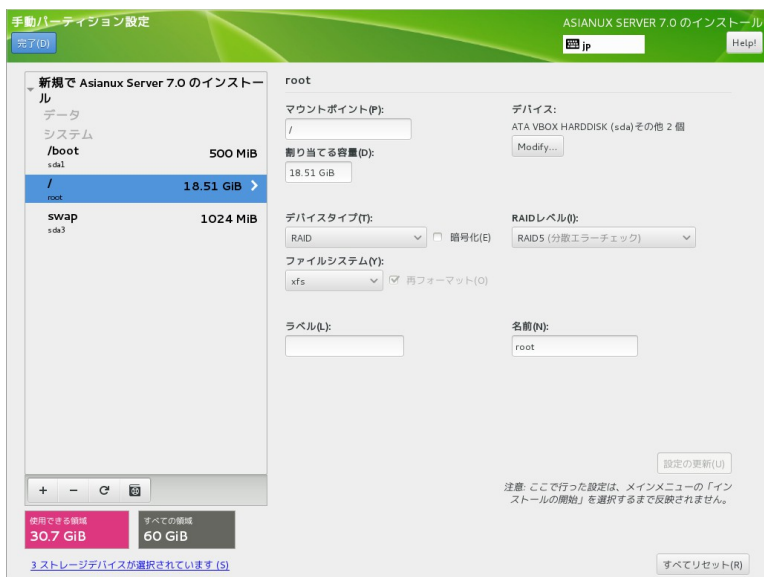 手動パーティション設定
ASIANUX SERVER 7.0 のインストール
完了(D)
jp
Help!
新規で Asianux Server 7.0 のインストー
ル
データ
システム
/boot
500 MiB
sda1
/
18.51 GiB
root
swap
1024 MiB
sda3
root
マウントポイント(P):
/
割り当てる容量(D):
18.51 GiB
デバイス:
ATA VBOX HARDDISK (sda)その他 2 個
Modify...
デバイスタイプ(T):
RAID
暗号化(E)
RAIDレベル(I):
RAID5 (分散エラーチェック)
ファイルシステム(Y):
xfs
再フォーマット(O)
ラベル(L):
名前(N):
root
設定の更新(U)
注意: ここで行った設定は、メインメニューの「イン
ストールの開始」を選択するまで反映されません。
使用できる領域
30.7 GiB
すべての領域
60 GiB
3 ストレージデバイスが選択されています (S)
すべてリセット(R)